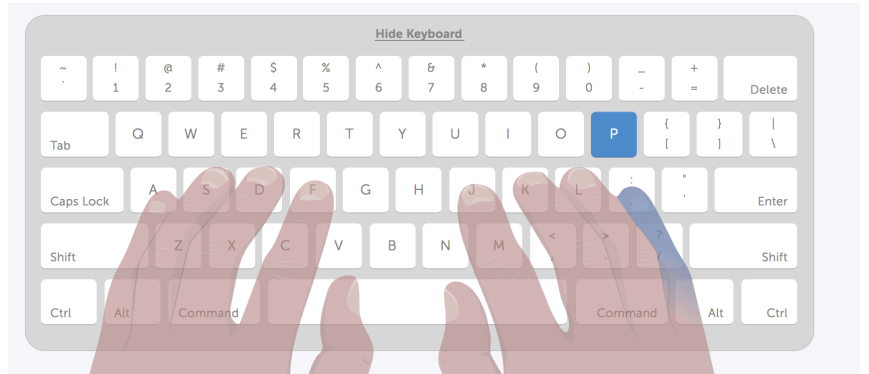 Hide Keyboard
~ ! @ # $ % ^ & * ( ) _ +
` 1 2 3 4 5 6 7 8 9 0 - = Delete
Tab Q W E R T Y U I O P { [ } ] | \
Caps Lock A S D F G H J K L : ; " ' Enter
Shift Z X C V B N M < , > . ? / Shift
Ctrl Alt Command Command Alt Ctrl